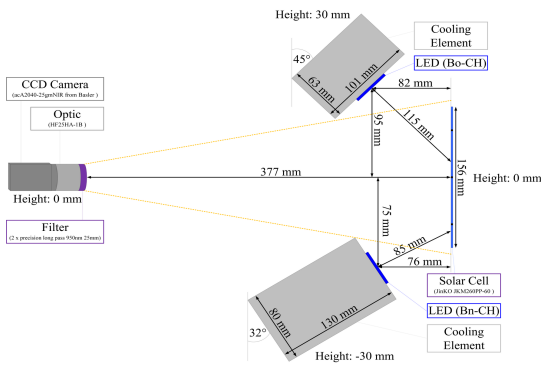 Height: 30 mm
Cooling
Element
45°
LED (Bo-CH)
63 mm
101 mm
82 mm
CCD Camera
(acA2040-25gmNIR from Basler )
Optic
(HF25HA-1B )
95 mm
115 mm
156 mm
377 mm
Height: 0 mm
Height: 0 mm
Filter
(2 x precision long pass 950nm 25mm)
75 mm
85 mm
76 mm
Solar Cell
(JinKO JKM260PP-60 )
LED (Bn-CH)
80 mm
130 mm
32°
Cooling
Element
Height: -30 mm